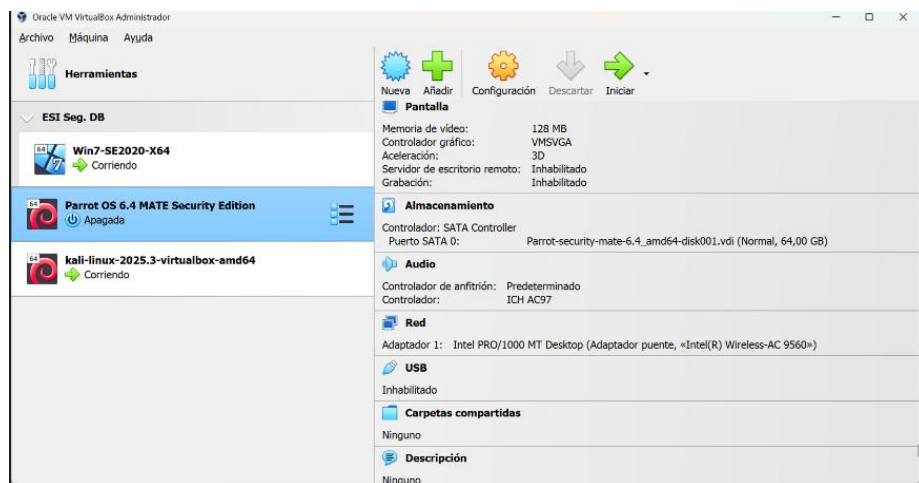 Oracle VM VirtualBox Administrador
Archivo Máquina Ayuda
Herramientas
ESI Seg. DB
64
Win7-SE2020-X64
Corriendo
64
Parrot OS 6.4 MATE Security Edition
Apagada
64
kali-linux-2025.3-virtualbox-amd64
Corriendo
Nueva Añadir Configuración Descartar Iniciar
Pantalla
Memoria de vídeo: 128 MB
Controlador gráfico: VMSVGA
Aceleración: 3D
Servidor de escritorio remoto: Inhabilitado
Grabación: Inhabilitado
Almacenamiento
Controlador: SATA Controller
Puerto SATA 0: Parrot-security-mate-6.4_amd64-disk001.vdi (Normal, 64,00 GB)
Audio
Controlador de anfitrión: Predeterminado
Controlador: ICH AC97
Red
Adaptador 1: Intel PRO/1000 MT Desktop (Adaptador puente, «Intel(R) Wireless-AC 9560»)
USB
Inhabilitado
Carpetas compartidas
Ninguno
Descripción
Ninguno